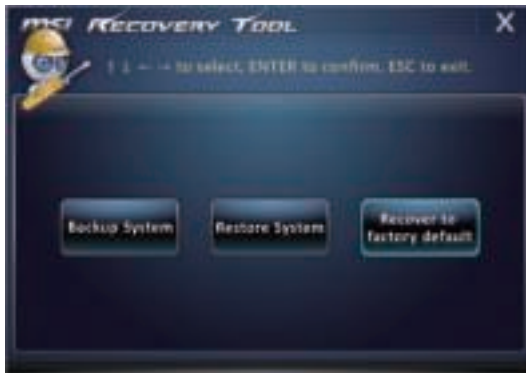 msi Recovery Tool X
↑ ↓ ← → to select, ENTER to confirm. ESC to exit.
Backup System
Restore System
Recover to
factory default